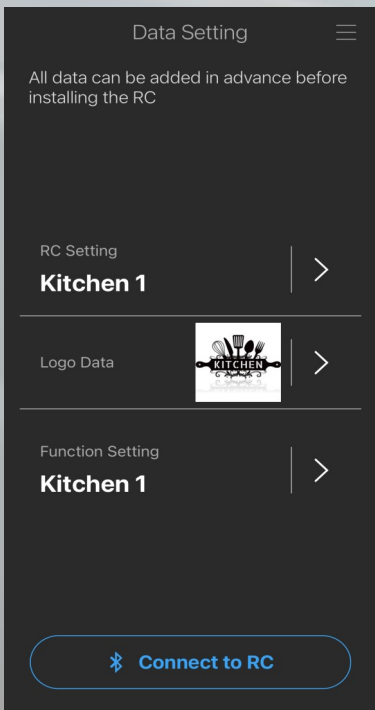 Data Setting
All data can be added in advance before
installing the RC
RC Setting
Kitchen 1
Logo Data
KITCHEN
Function Setting
Kitchen 1
Connect to RC